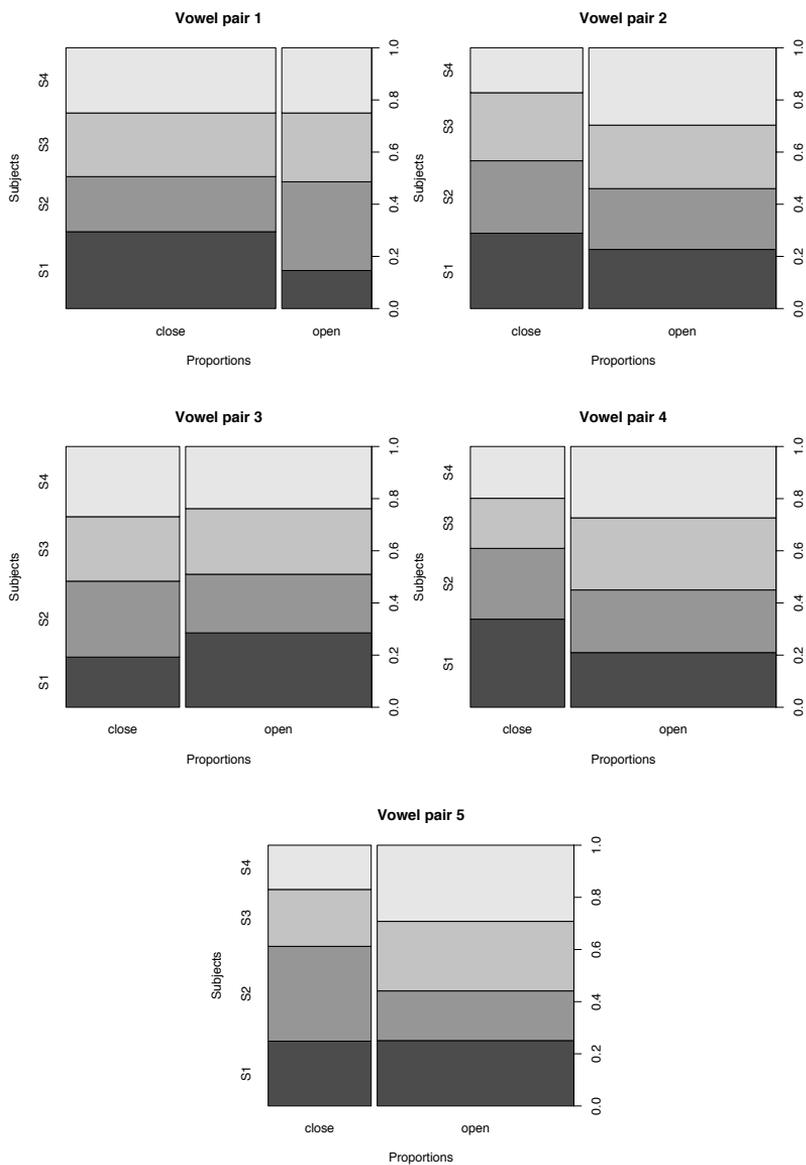 Vowel pair 1
Subjects
S4
S3
S2
S1
1.0
0.8
0.6
0.4
0.2
0.0
close open
Proportions
Vowel pair 2
Subjects
S4
S3
S2
S1
1.0
0.8
0.6
0.4
0.2
0.0
close open
Proportions
Vowel pair 3
Subjects
S4
S3
S2
S1
1.0
0.8
0.6
0.4
0.2
0.0
close open
Proportions
Vowel pair 4
Subjects
S4
S3
S2
S1
1.0
0.8
0.6
0.4
0.2
0.0
close open
Proportions
Vowel pair 5
Subjects
S4
S3
S2
S1
1.0
0.8
0.6
0.4
0.2
0.0
close open
Proportions